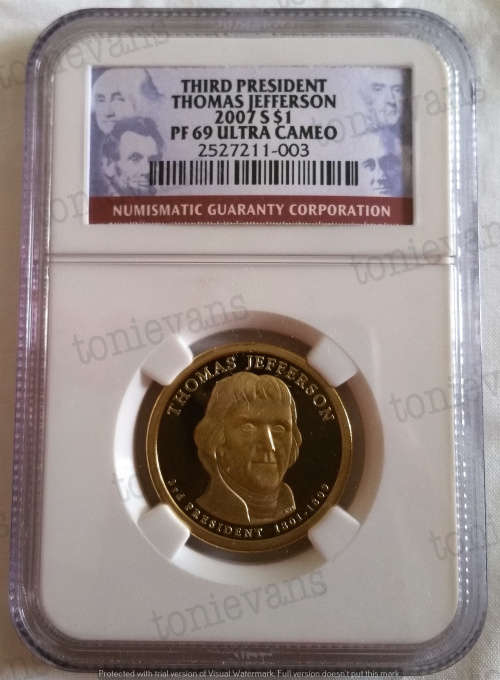 THIRD PRESIDENT
THOMAS JEFFERSON
2007 S $1
PF 69 ULTRA CAMEO
2527211-003
NUMISMATIC GUARANTY CORPORATION
tonievans
tonievans
tonievans
tonievans
THOMAS JEFFERSON
3rd PRESIDENT 1801-1809
tonievans
Protected with trial version of Visual Watermark. Full version doesn't put this mark.